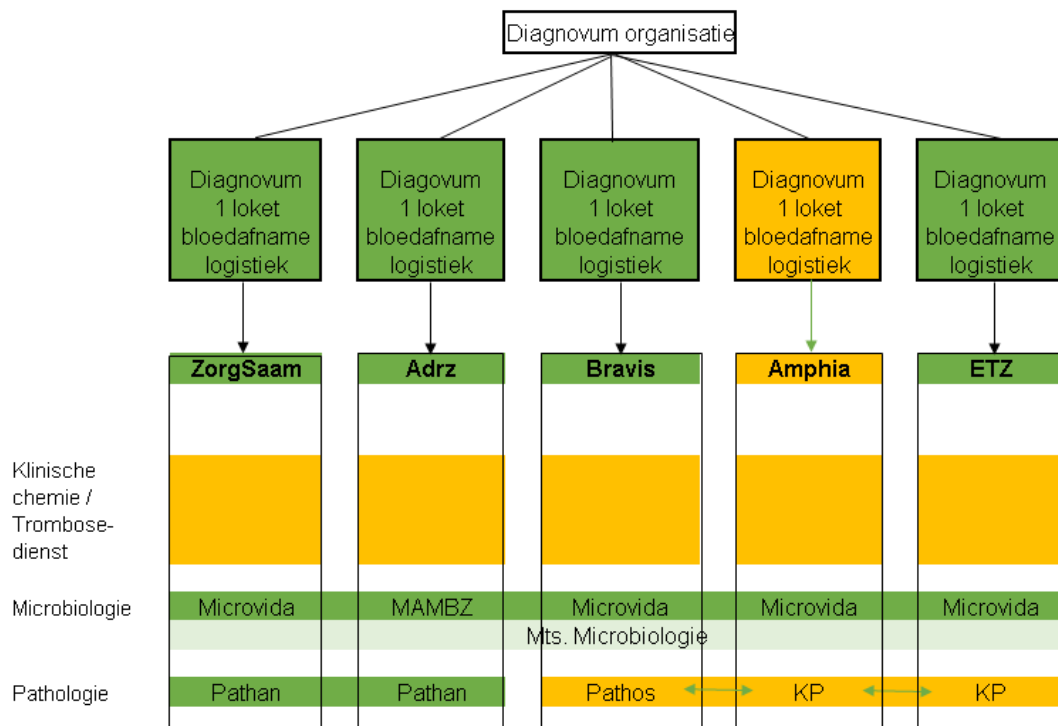 Diagnovum organisatie
Diagnovum
1 loket
bloedafname
logistiek
Diagovum
1 loket
bloedafname
logistiek
Diagnovum
1 loket
bloedafname
logistiek
Diagnovum
1 loket
bloedafname
logistiek
Diagnovum
1 loket
bloedafname
logistiek
ZorgSaam Adrz Bravis Amphia ETZ
Klinische
chemie /
Trombose-
dienst
Microbiologie Microvida MAMBZ Microvida Microvida Microvida
Mts. Microbiologie
Pathologie Pathan Pathan Pathos KP KP